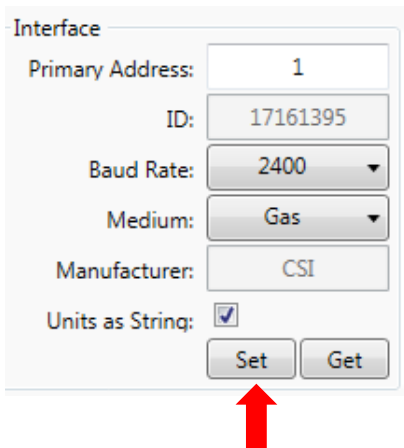 Interface
Primary Address: 1
ID: 17161395
Baud Rate: 2400
Medium: Gas
Manufacturer: CSI
Units as String:
Set Get